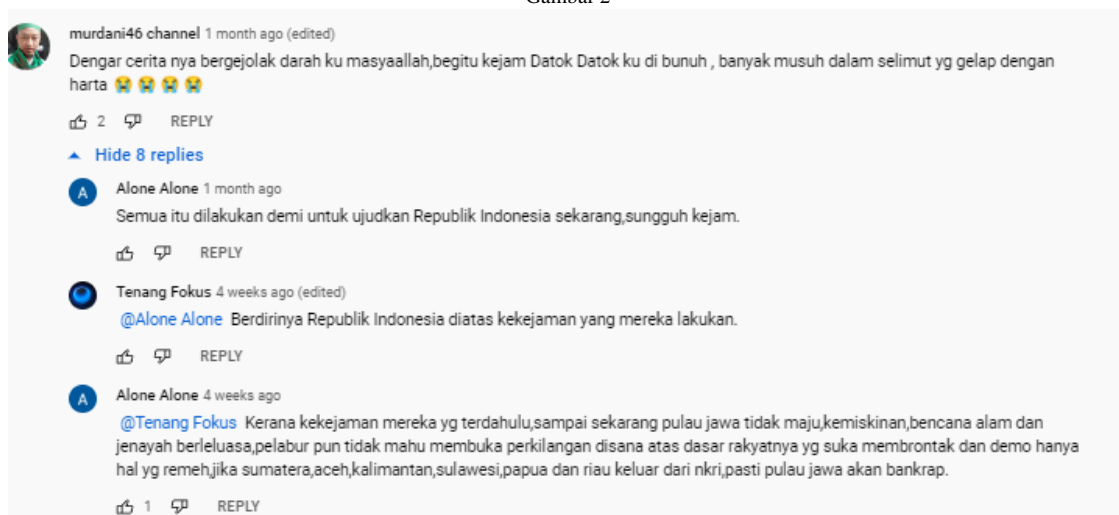 Gambar 2
murdani46 channel 1 month ago (edited)
Dengar cerita nya bergejolak darah ku masyaallah,begitu kejam Datok Datok ku di bunuh , banyak musuh dalam selimut yg gelap dengan
harta 😭 😭 😭 😭
2 REPLY
Hide 8 replies
A Alone Alone 1 month ago
Semua itu dilakukan demi untuk ujudkan Republik Indonesia sekarang,sungguh kejam.
REPLY
Tenang Fokus 4 weeks ago (edited)
@Alone Alone Berdirinya Republik Indonesia diatas kekejaman yang mereka lakukan.
REPLY
A Alone Alone 4 weeks ago
@Tenang Fokus Kerana kekejaman mereka yg terdahulu,sampai sekarang pulau jawa tidak maju,kemiskinan,bencana alam dan
jenayah berleluasa,pelabur pun tidak mahu membuka perkilangan disana atas dasar rakyatnya yg suka membrontak dan demo hanya
hal yg remeh,jika sumatera,aceh,kalimantan,sulawesi,papua dan riau keluar dari nkri,pasti pulau jawa akan bankrap.
1 REPLY